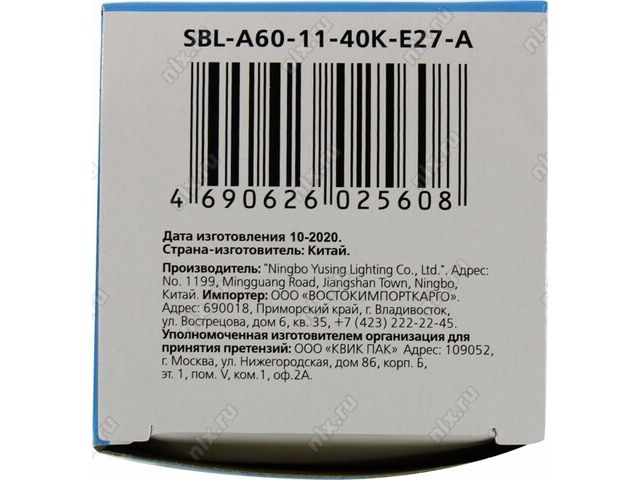 SBL-A60-11-40K-E27-A
4 690626 025608
Дата изготовления 10-2020.
Страна-изготовитель: Китай.
Производитель: "Ningbo Yusing Lighting Co., Ltd.", Адрес:
No. 1199, Mingguang Road, Jiangshan Town, Ningbo,
Китай. Импортер: ООО «ВОСТОКИМПОРТКАРГО».
Адрес: 690018, Приморский край, г. Владивосток,
ул. Вострецова, дом 6, кв. 35, +7 (423) 222-22-45.
Уполномоченная изготовителем организация для
принятия претензий: ООО «КВИК ПАК» Адрес: 109052,
г. Москва, ул. Нижегородская, дом 86, корп. Б,
эт. 1, пом. V, ком.1, оф.2А.
nix.ru